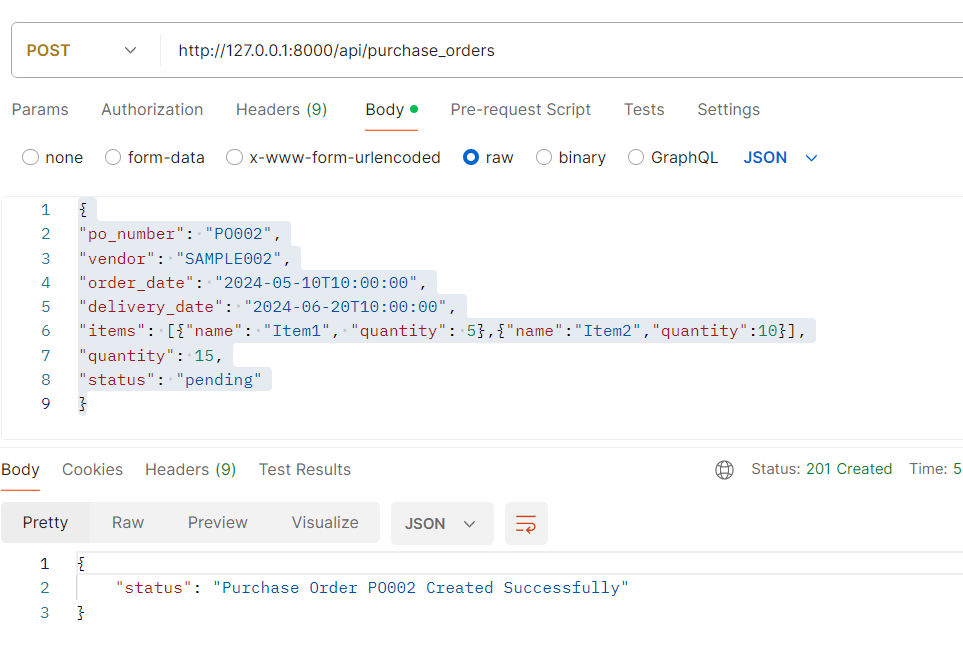 POST http://127.0.0.1:8000/api/purchase_orders
Params Authorization Headers (9) Body Pre-request Script Tests Settings
none form-data x-www-form-urlencoded raw binary GraphQL JSON
1 {
2 "po_number": "PO002",
3 "vendor": "SAMPLE002",
4 "order_date": "2024-05-10T10:00:00",
5 "delivery_date": "2024-06-20T10:00:00",
6 "items": [{"name": "Item1", "quantity": 5},{"name":"Item2","quantity":10}],
7 "quantity": 15,
8 "status": "pending"
9 }
Body Cookies Headers (9) Test Results Status: 201 Created Time: 5
Pretty Raw Preview Visualize JSON
1 {
2 "status": "Purchase Order PO002 Created Successfully"
3 }